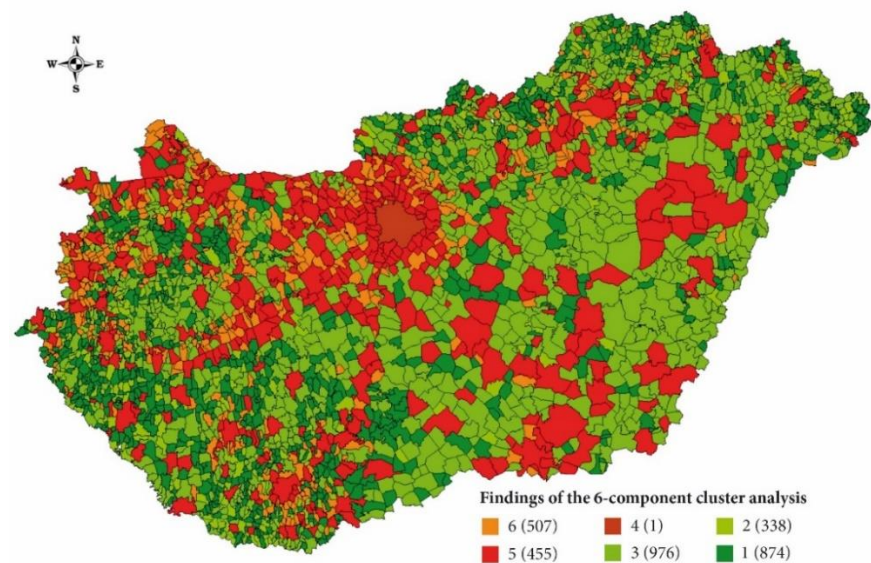 N
W E
S
Findings of the 6-component cluster analysis
6 (507) 4 (1) 2 (338)
5 (455) 3 (976) 1 (874)